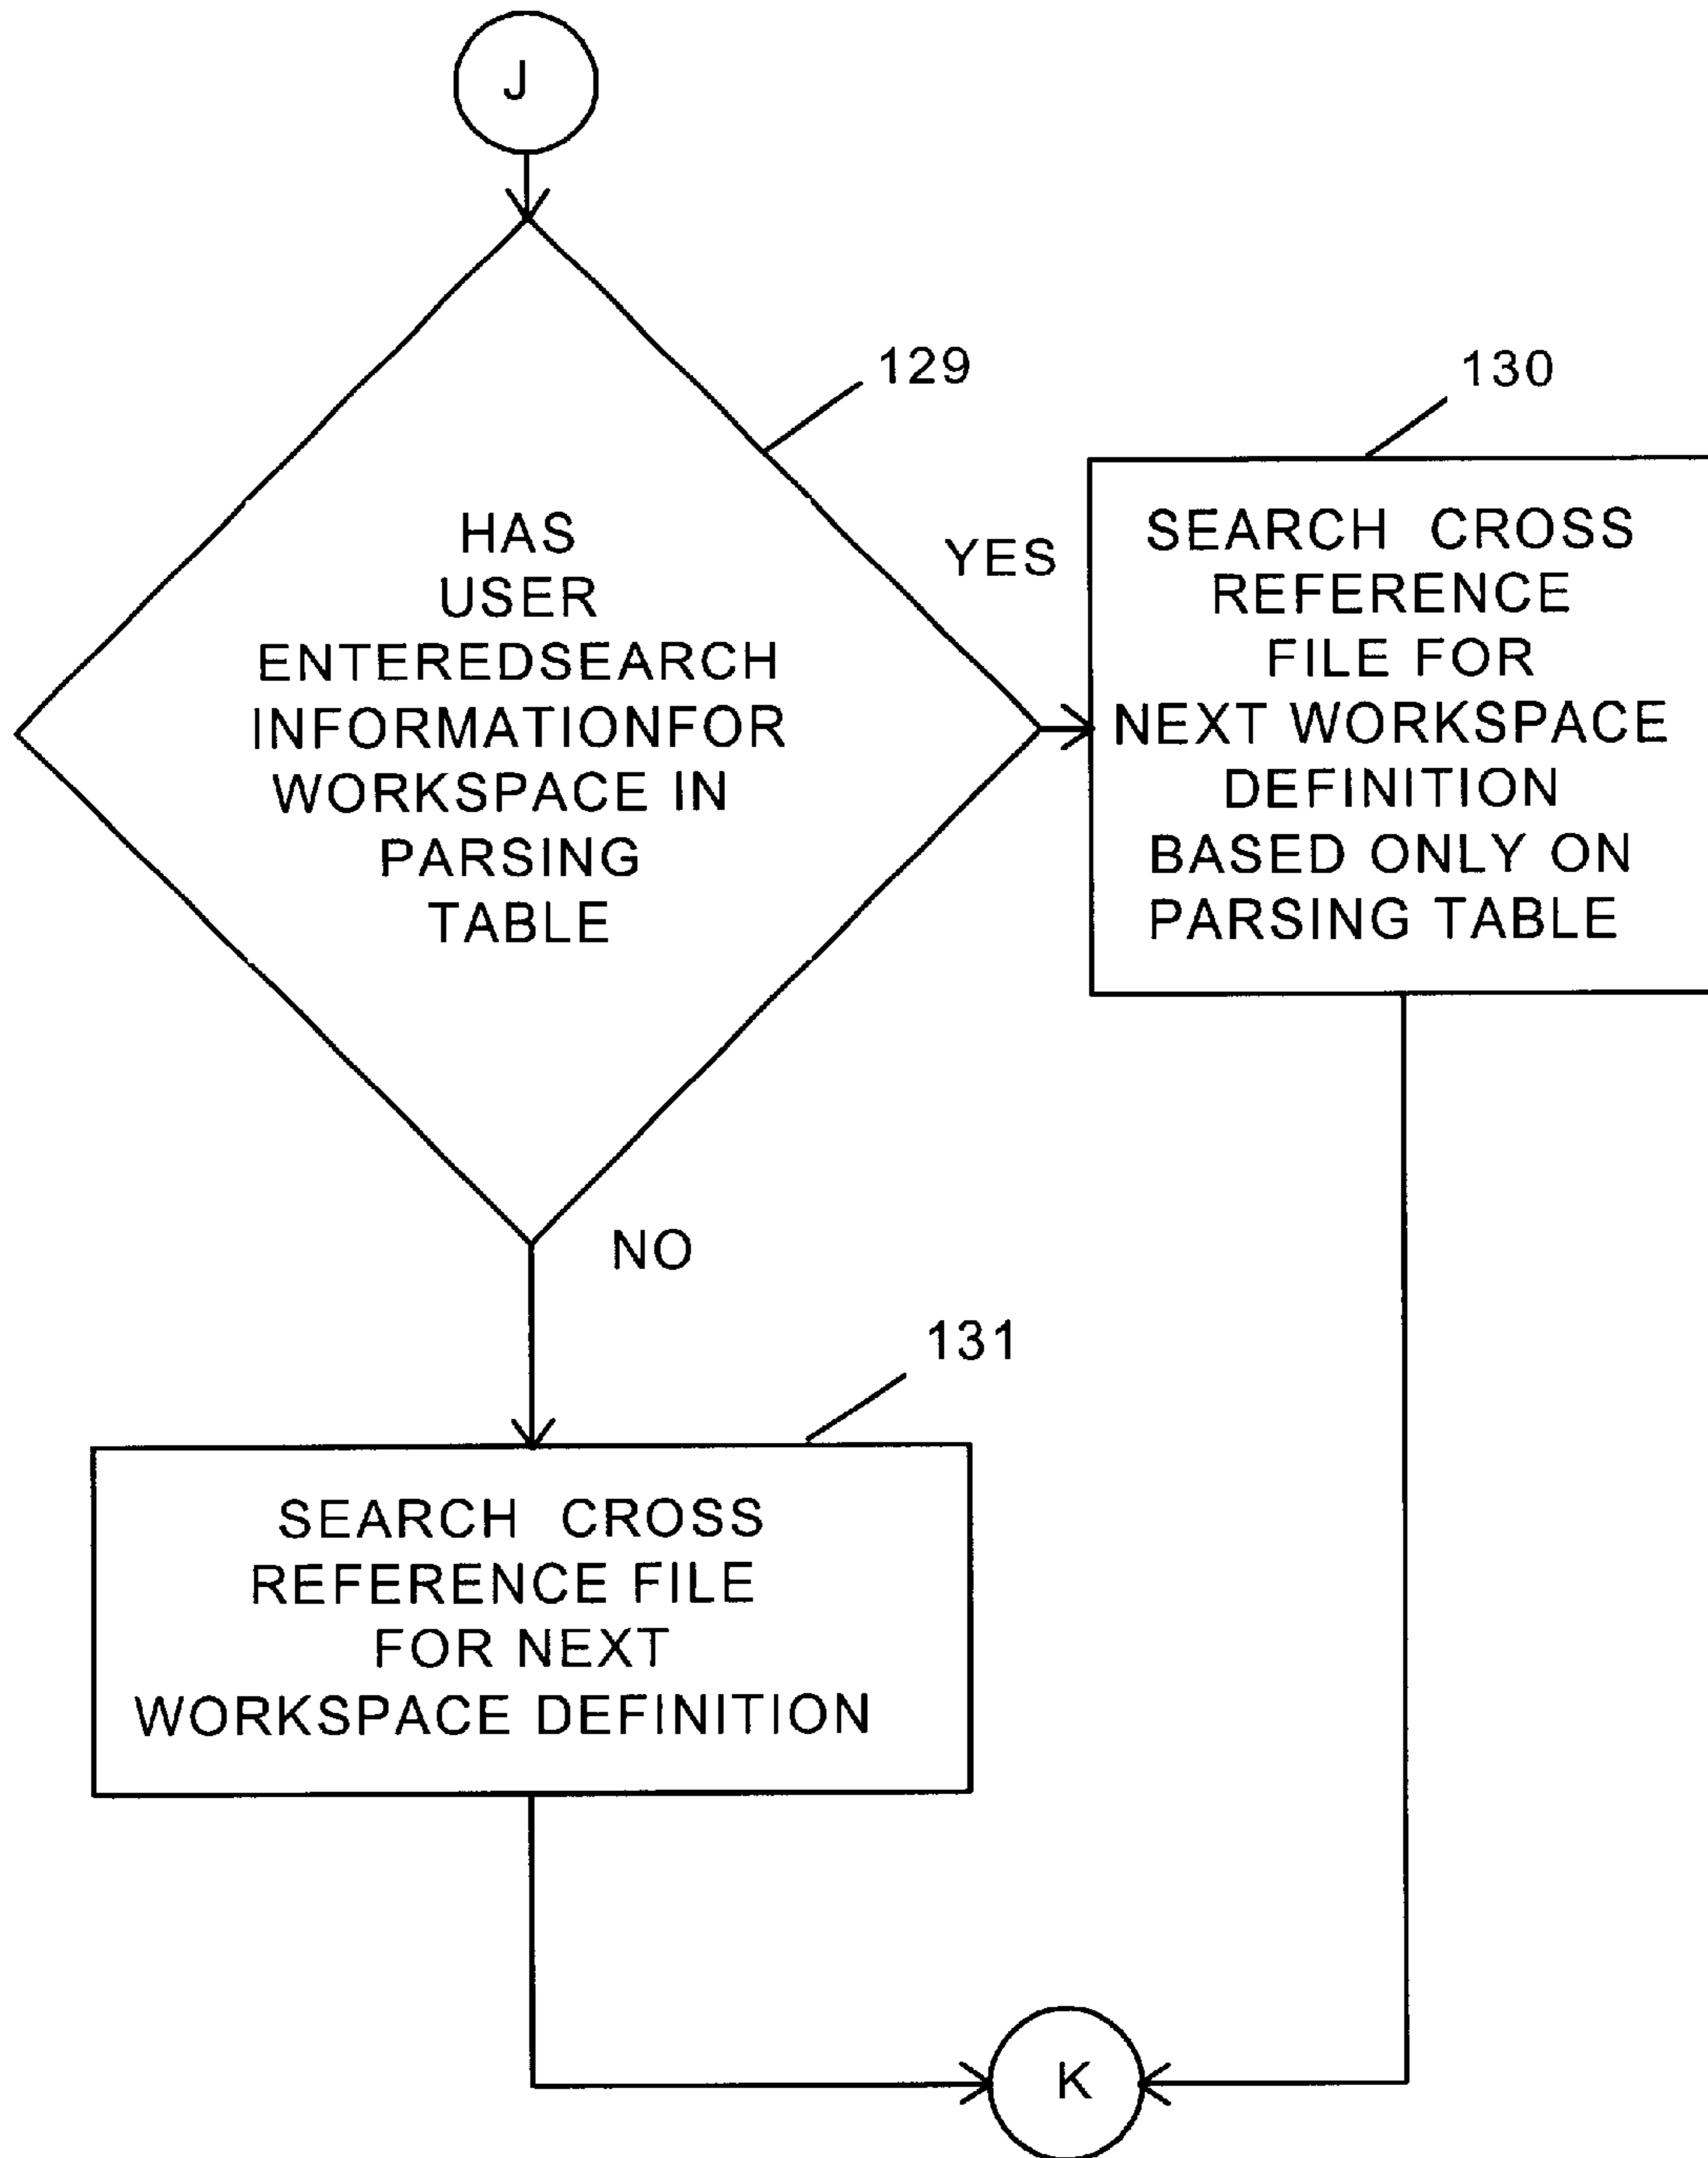 J
129
HAS
USER
ENTEREDSEARCH
INFORMATIONFOR
WORKSPACE IN
PARSING
TABLE
YES
130
SEARCH CROSS
REFERENCE
FILE FOR
NEXT WORKSPACE
DEFINITION
BASED ONLY ON
PARSING TABLE
NO
131
SEARCH CROSS
REFERENCE FILE
FOR NEXT
WORKSPACE DEFINITION
K